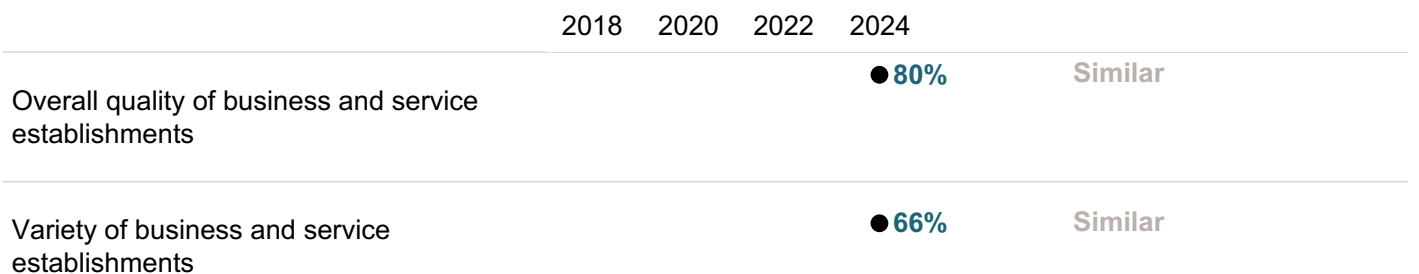 2018 2020 2022 2024
80% Similar
Overall quality of business and service
establishments
66% Similar
Variety of business and service
establishments